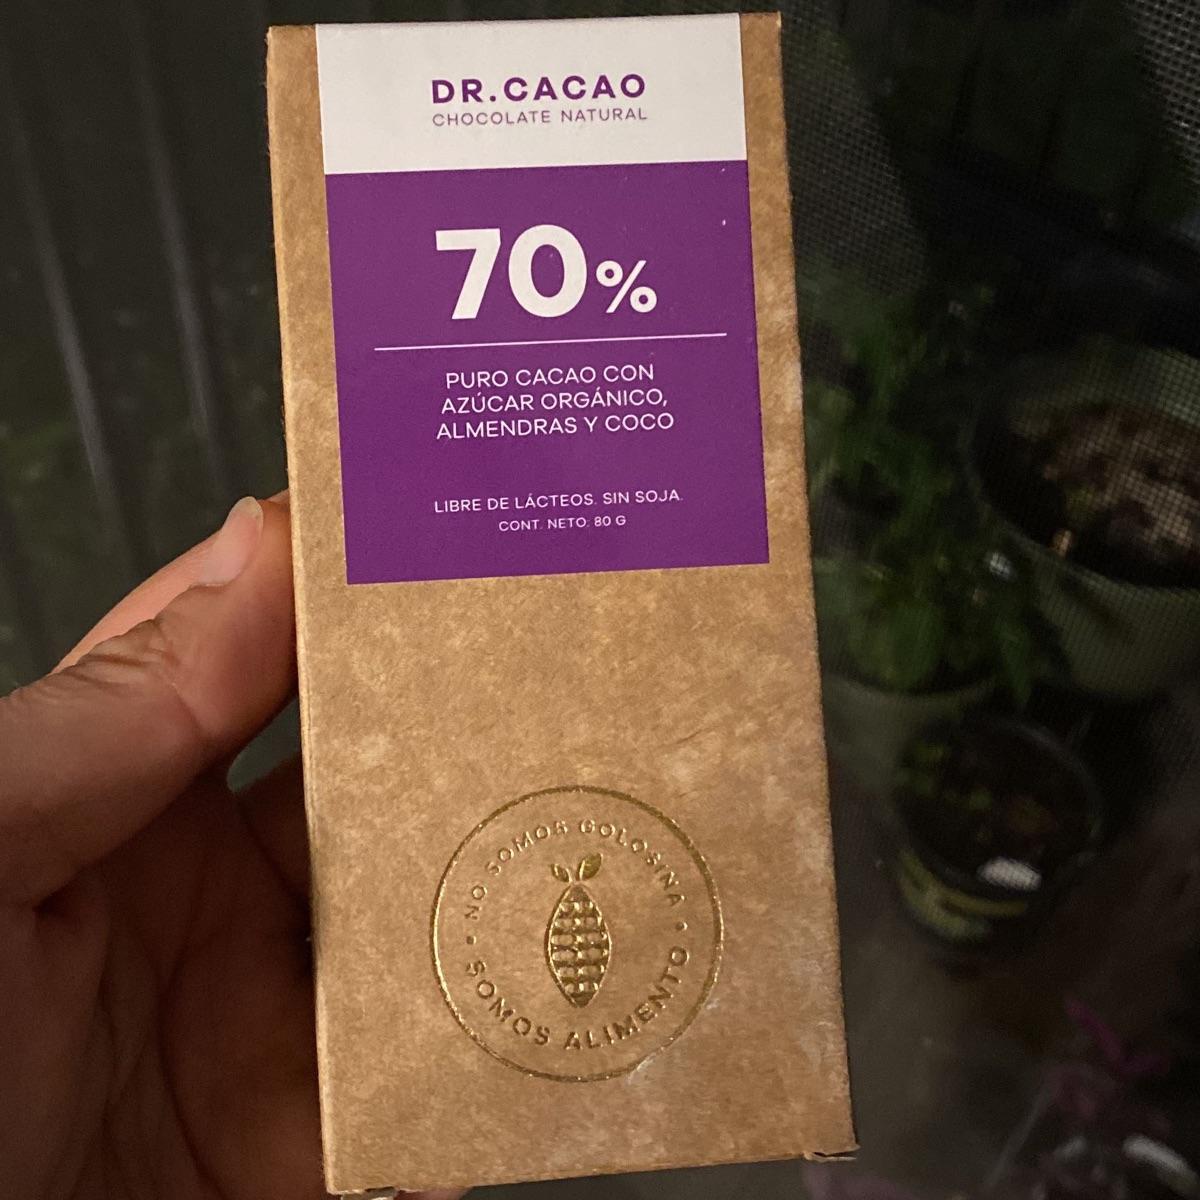 DR.CACAO
CHOCOLATE NATURAL
70%
PURO CACAO CON
AZÚCAR ORGÁNICO,
ALMENDRAS Y COCO
LIBRE DE LÁCTEOS. SIN SOJA.
CONT. NETO: 80 G
• NO SOMOS GOLOSINA •
SOMOS ALIMENTO